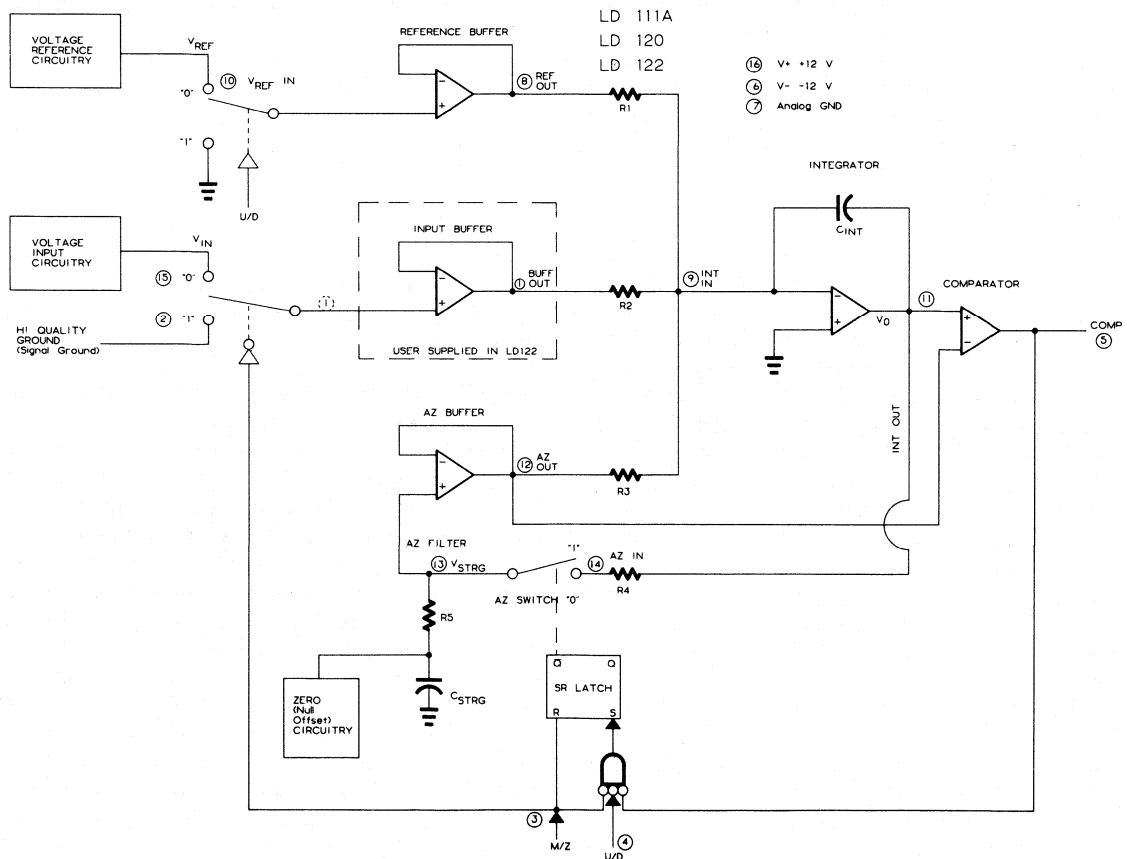 LD 111A
LD 120
LD 122
VOLTAGE
REFERENCE
CIRCUITRY
VREF
10 VREF IN
"0"
"1"
U/D
REFERENCE BUFFER
-
+
8 REF
OUT
R1
16 V+ +12 V
6 V- -12 V
7 Analog GND
VOLTAGE
INPUT
CIRCUITRY
VIN
15 "0"
2 "1"
HI QUALITY
GROUND
(Signal Ground)
1
INPUT BUFFER
-
+
1 BUFF
OUT
USER SUPPLIED IN LD122
R2
9 INT
IN
INTEGRATOR
CINT
-
+
VO
11
COMPARATOR
+
-
COMP
5
INT OUT
AZ BUFFER
-
+
12 AZ
OUT
R3
AZ FILTER
13 VSTRG
"1"
14 AZ IN
AZ SWITCH "0"
R4
R5
CSTRG
ZERO
(Null
Offset)
CIRCUITRY
Q̅ Q
SR LATCH
R S
3
M/Z
4
U/D